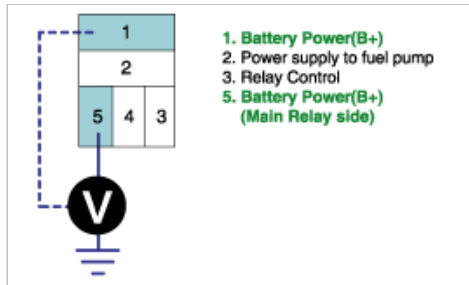 1
2
5 4 3
V
1. Battery Power(B+)
2. Power supply to fuel pump
3. Relay Control
5. Battery Power(B+)
(Main Relay side)